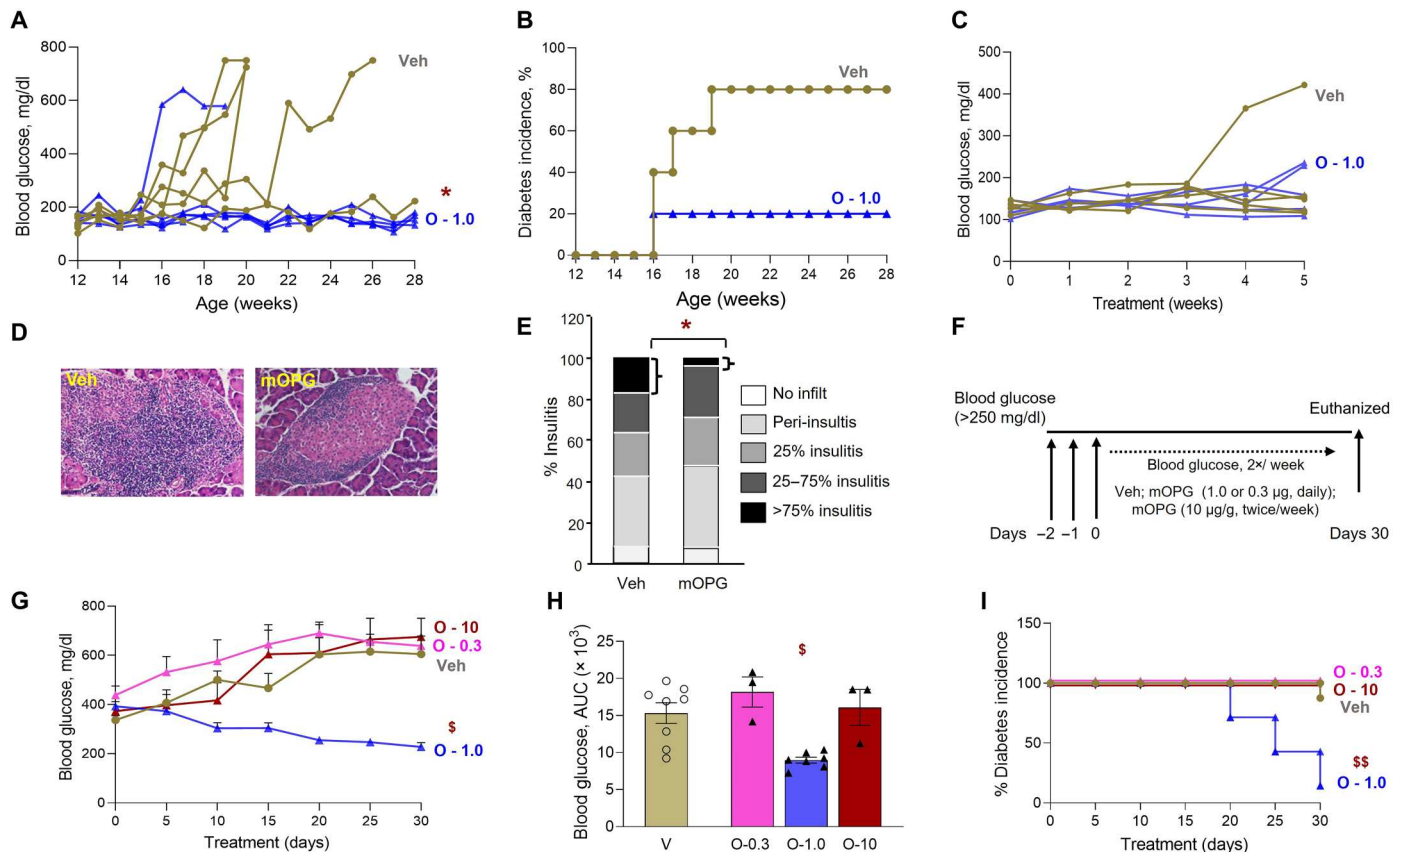 A
Blood glucose, mg/dl
800
600
400
200
0
12 14 16 18 20 22 24 26 28
Age (weeks)
Veh
*
O - 1.0
B
Diabetes incidence, %
100
80
60
40
20
0
12 14 16 18 20 22 24 26 28
Age (weeks)
Veh
O - 1.0
C
Blood glucose, mg/dl
500
400
300
200
100
0
0 1 2 3 4 5
Treatment (weeks)
Veh
O - 1.0
D
Veh
mOPG
E
% Insulitis
120
100
80
60
40
20
0
*
Veh mOPG
No infilt
Peri-insultis
25% insulitis
25–75% insulitis
>75% insulitis
F
Blood glucose
(>250 mg/dl)
Euthanized
Blood glucose, 2×/ week
Veh; mOPG (1.0 or 0.3 µg, daily);
mOPG (10 µg/g, twice/week)
Days –2 –1 0
Days 30
G
Blood glucose, mg/dl
800
600
400
200
0
0 5 10 15 20 25 30
Treatment (days)
O - 10
O - 0.3
Veh
$
O - 1.0
H
Blood glucose, AUC (× 10³)
25
20
15
10
5
0
$
V O-0.3 O-1.0 O-10
I
% Diabetes incidence
150
100
50
0
0 5 10 15 20 25 30
Treatment (days)
O - 0.3
O - 10
Veh
$$
O - 1.0